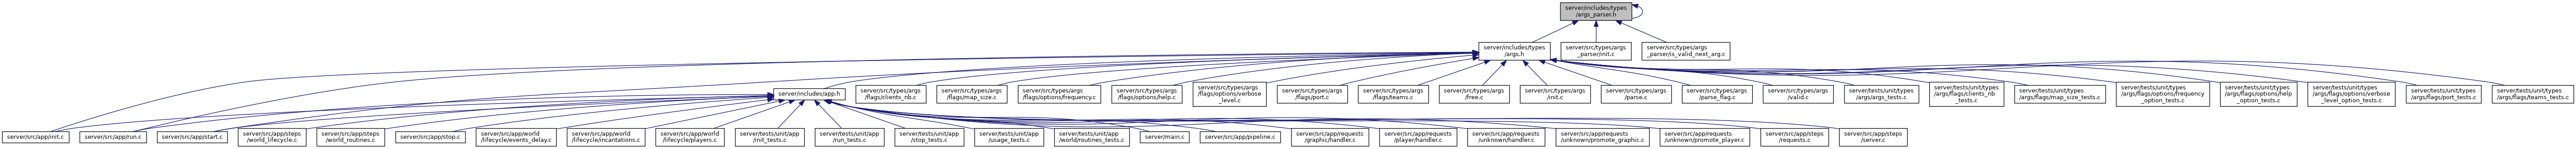 server/includes/types
/args_parser.h
server/includes/types
/args.h
server/src/types/args
_parser/init.c
server/src/types/args
_parser/is_valid_next_arg.c
server/includes/app.h
server/src/types/args
/flags/clients_nb.c
server/src/types/args
/flags/map_size.c
server/src/types/args
/flags/options/frequency.c
server/src/types/args
/flags/options/help.c
server/src/types/args
/flags/options/verbose
_level.c
server/src/types/args
/flags/port.c
server/src/types/args
/flags/teams.c
server/src/types/args
/free.c
server/src/types/args
/init.c
server/src/types/args
/parse.c
server/src/types/args
/parse_flag.c
server/src/types/args
/valid.c
server/tests/unit/types
/args/args_tests.c
server/tests/unit/types
/args/flags/clients_nb
_tests.c
server/tests/unit/types
/args/flags/map_size_tests.c
server/tests/unit/types
/args/flags/options/frequency
_option_tests.c
server/tests/unit/types
/args/flags/options/help
_option_tests.c
server/tests/unit/types
/args/flags/options/verbose
_level_option_tests.c
server/tests/unit/types
/args/flags/port_tests.c
server/tests/unit/types
/args/flags/teams_tests.c
server/src/app/init.c
server/src/app/run.c
server/src/app/start.c
server/src/app/steps
/world_lifecycle.c
server/src/app/steps
/world_routines.c
server/src/app/stop.c
server/src/app/world
/lifecycle/events_delay.c
server/src/app/world
/lifecycle/incantations.c
server/src/app/world
/lifecycle/players.c
server/tests/unit/app
/init_tests.c
server/tests/unit/app
/run_tests.c
server/tests/unit/app
/stop_tests.c
server/tests/unit/app
/usage_tests.c
server/tests/unit/app
/world/routines_tests.c
server/main.c
server/src/app/pipeline.c
server/src/app/requests
/graphic/handler.c
server/src/app/requests
/player/handler.c
server/src/app/requests
/unknown/handler.c
server/src/app/requests
/unknown/promote_graphic.c
server/src/app/requests
/unknown/promote_player.c
server/src/app/steps
/requests.c
server/src/app/steps
/server.c